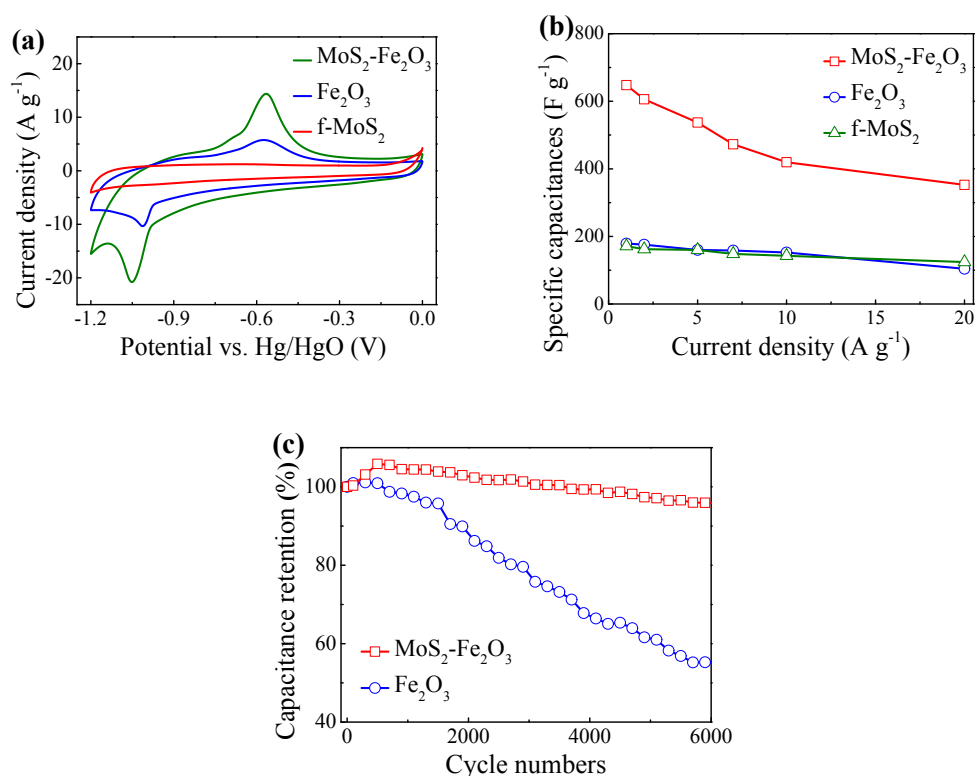 (a)
MoS2-Fe2O3
Fe2O3
f-MoS2
Current density (A g-1)
20
10
0
-10
-20
-1.2 -0.9 -0.6 -0.3 0.0
Potential vs. Hg/HgO (V)
(b)
MoS2-Fe2O3
Fe2O3
f-MoS2
Specific capacitances (F g-1)
800
600
400
200
0
0 5 10 15 20
Current density (A g-1)
(c)
Capacitance retention (%)
100
80
60
40
MoS2-Fe2O3
Fe2O3
0 2000 4000 6000
Cycle numbers